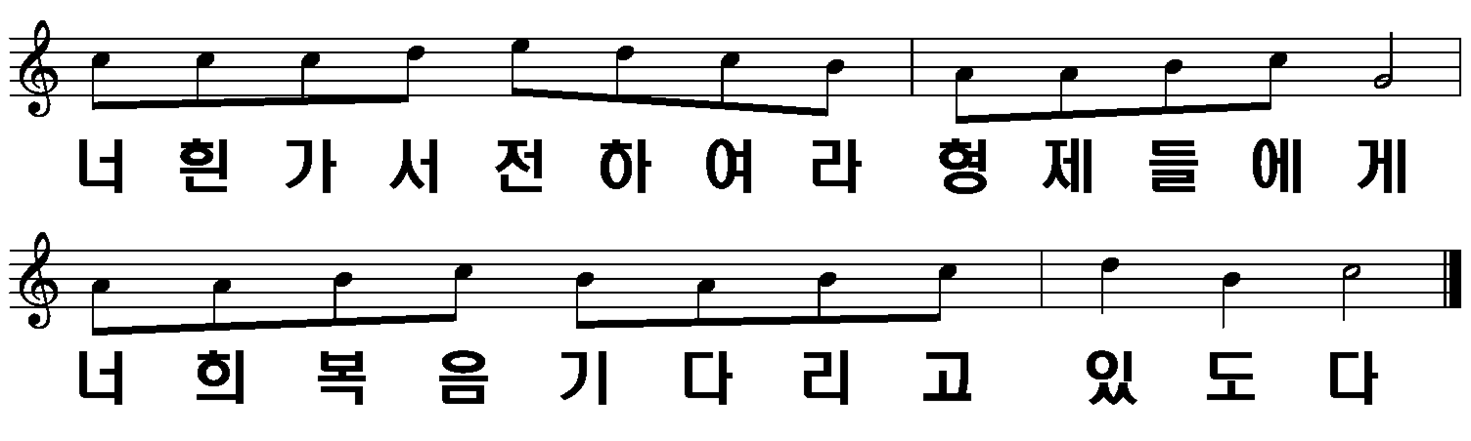 너 흰 가 서 전 하 여 라 형 제 들 에 게
너 희 복 음 기 다 리 고 있 도 다